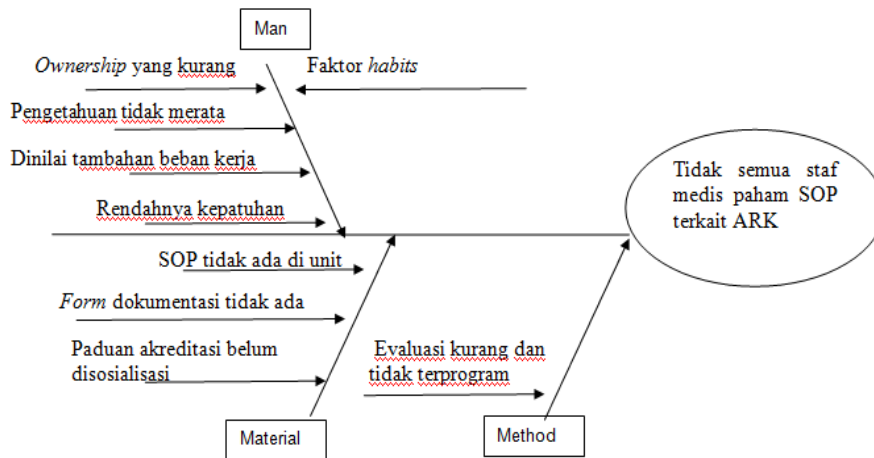 Man
Ownership yang kurang
Faktor habits
Pengetahuan tidak merata
Dinilai tambahan beban kerja
Rendahnya kepatuhan
Tidak semua staf
medis paham SOP
terkait ARK
SOP tidak ada di unit
Form dokumentasi tidak ada
Paduan akreditasi belum
disosialisasi
Evaluasi kurang dan
tidak terprogram
Material
Method